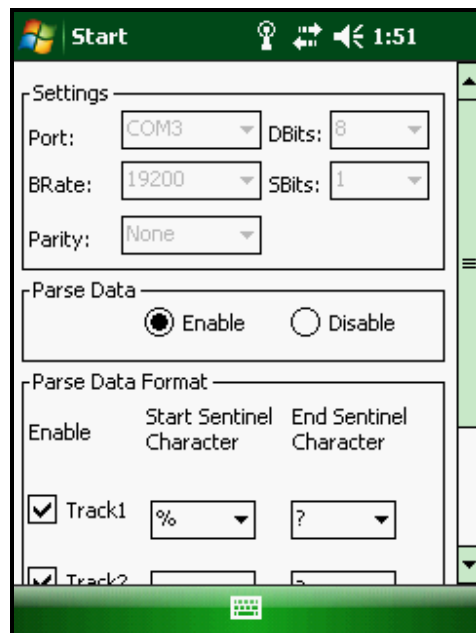 Start 1:51
Settings
Port: COM3 DBits: 8
BRate: 19200 SBits: 1
Parity: None
Parse Data
Enable Disable
Parse Data Format
Enable Start Sentinel Character End Sentinel Character
Track1 % ?
Track2